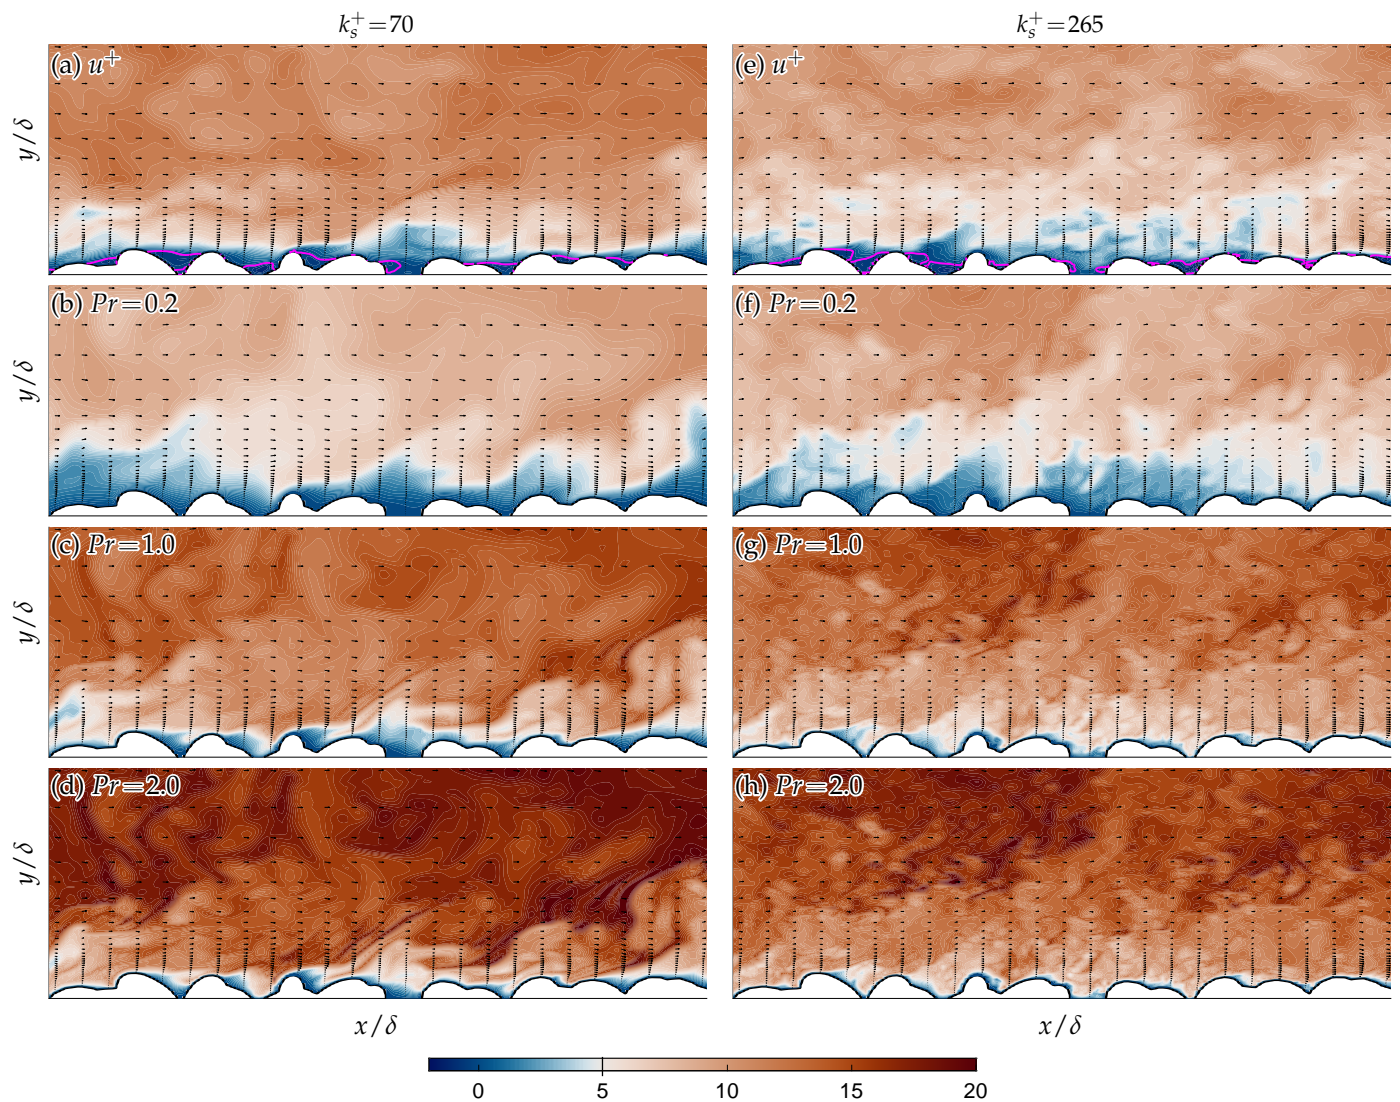 k_s^+=70
k_s^+=265
(a) u^+
(e) u^+
y/δ
(b) Pr=0.2
(f) Pr=0.2
y/δ
(c) Pr=1.0
(g) Pr=1.0
y/δ
(d) Pr=2.0
(h) Pr=2.0
y/δ
x/δ
x/δ
0 5 10 15 20